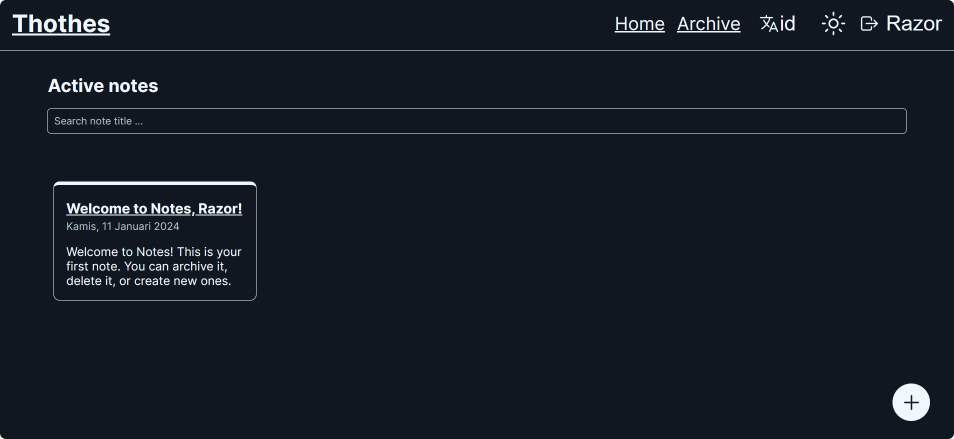 Thothes
Home Archive id Razor
Active notes
Search note title ...
Welcome to Notes, Razor!
Kamis, 11 Januari 2024
Welcome to Notes! This is your
first note. You can archive it,
delete it, or create new ones.